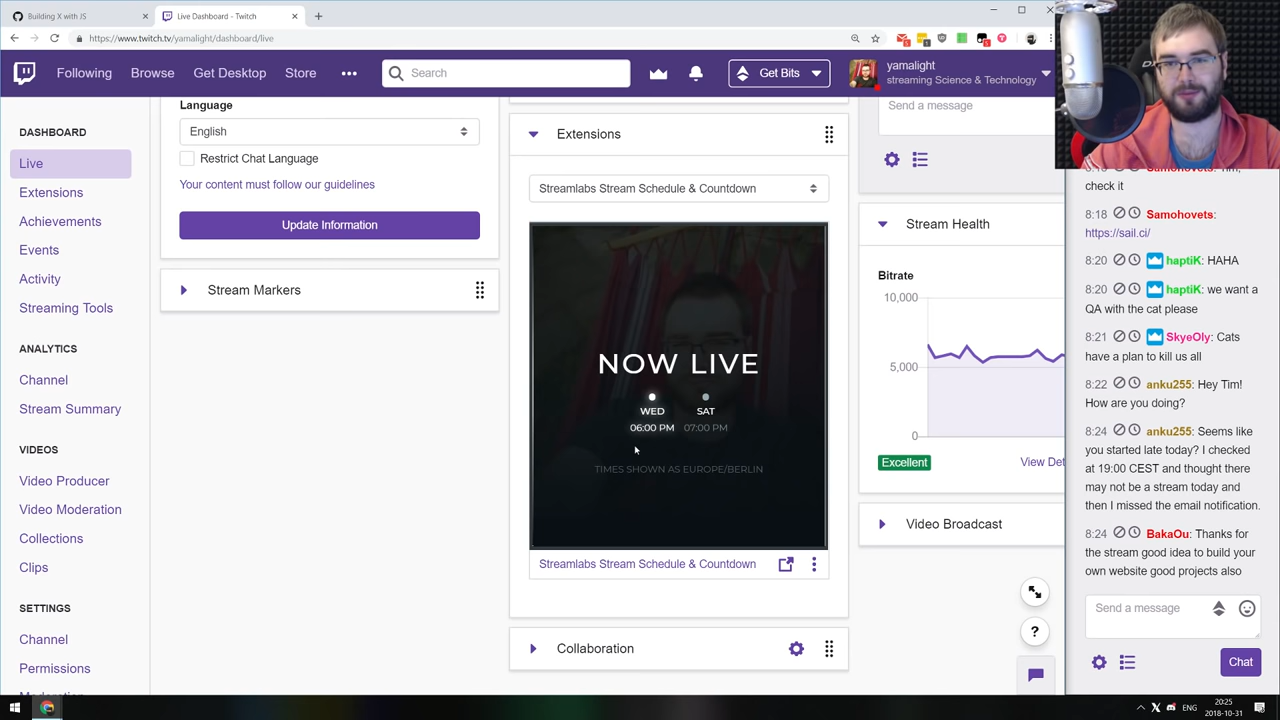 Building X with JS
Live Dashboard - Twitch
https://www.twitch.tv/yamalight/dashboard/live
Following
Browse
Get Desktop
Store
Search
Get Bits
yamalight
streaming Science & Technology
DASHBOARD
Live
Extensions
Achievements
Events
Activity
Streaming Tools
ANALYTICS
Channel
Stream Summary
VIDEOS
Video Producer
Video Moderation
Collections
Clips
SETTINGS
Channel
Permissions
Language
English
Restrict Chat Language
Your content must follow our guidelines
Update Information
Stream Markers
Extensions
Streamlabs Stream Schedule & Countdown
NOW LIVE
WED SAT
06:00 PM 07:00 PM
TIMES SHOWN AS EUROPE/BERLIN
Streamlabs Stream Schedule & Countdown
Collaboration
Send a message
Stream Health
Bitrate
10,000
5,000
0
Excellent
View Det
Video Broadcast
?
check it
8:18 Samohovets:
https://sail.ci/
8:20 haptiK: HAHA
8:20 haptiK: we want a
QA with the cat please
8:21 SkyeOly: Cats
have a plan to kill us all
8:22 anku255: Hey Tim!
How are you doing?
8:24 anku255: Seems like
you started late today? I checked
at 19:00 CEST and thought there
may not be a stream today and
then I missed the email notification.
8:24 BakaOu: Thanks for
the stream good idea to build your
own website good projects also
Send a message
Chat
ENG
20:25
2018-10-31